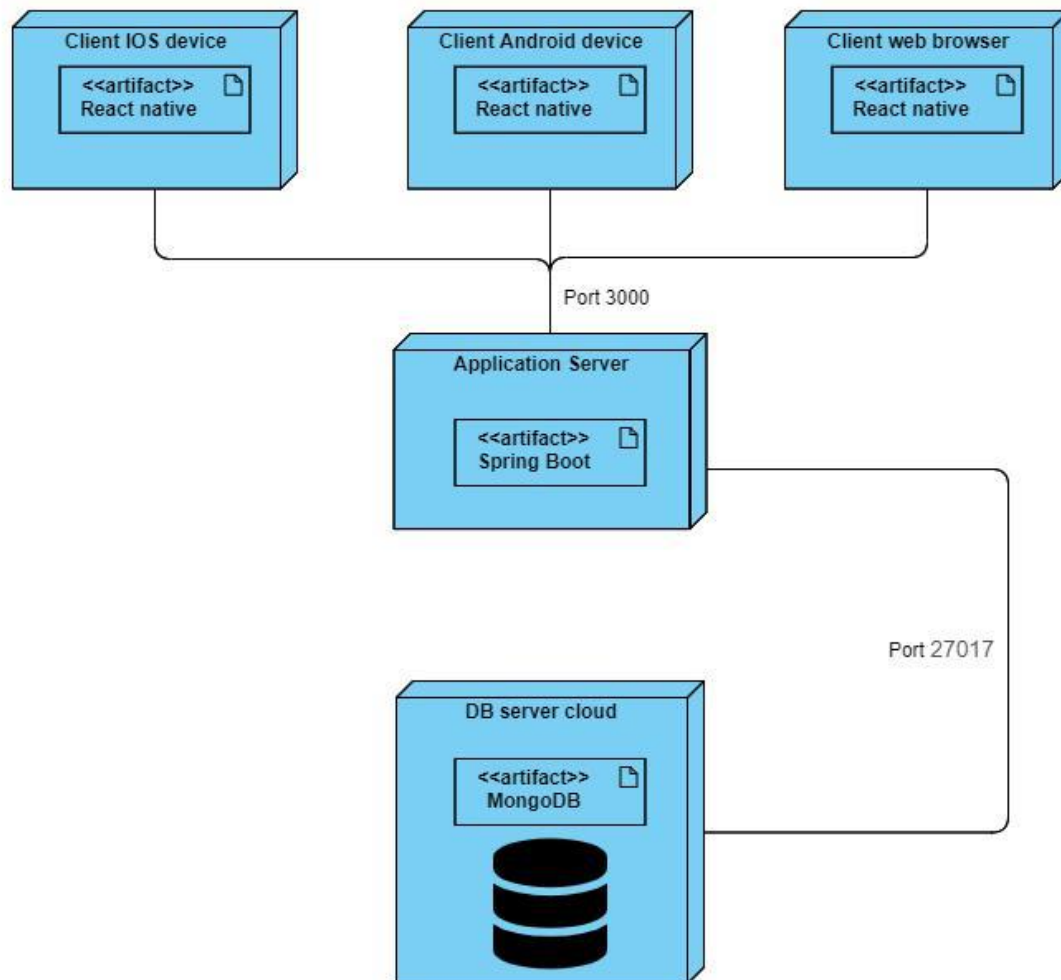 Client IOS device
<<artifact>>
React native
Client Android device
<<artifact>>
React native
Client web browser
<<artifact>>
React native
Port 3000
Application Server
<<artifact>>
Spring Boot
Port 27017
DB server cloud
<<artifact>>
MongoDB